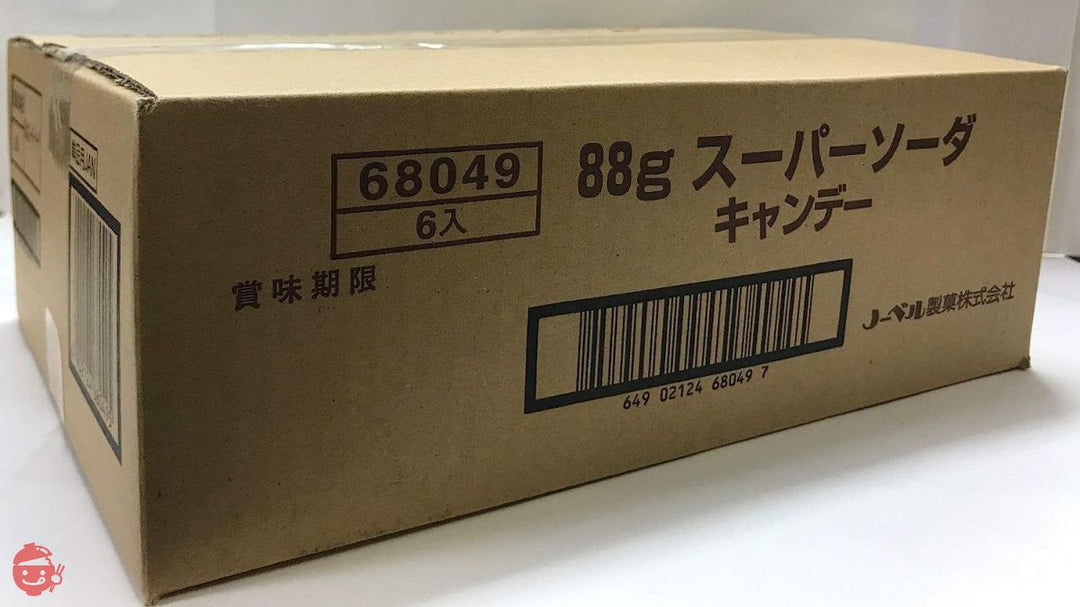 68049
6入
88g スーパーソーダ
キャンデー
賞味期限
ノーベル製菓株式会社
649 02124 68049 7
JAN